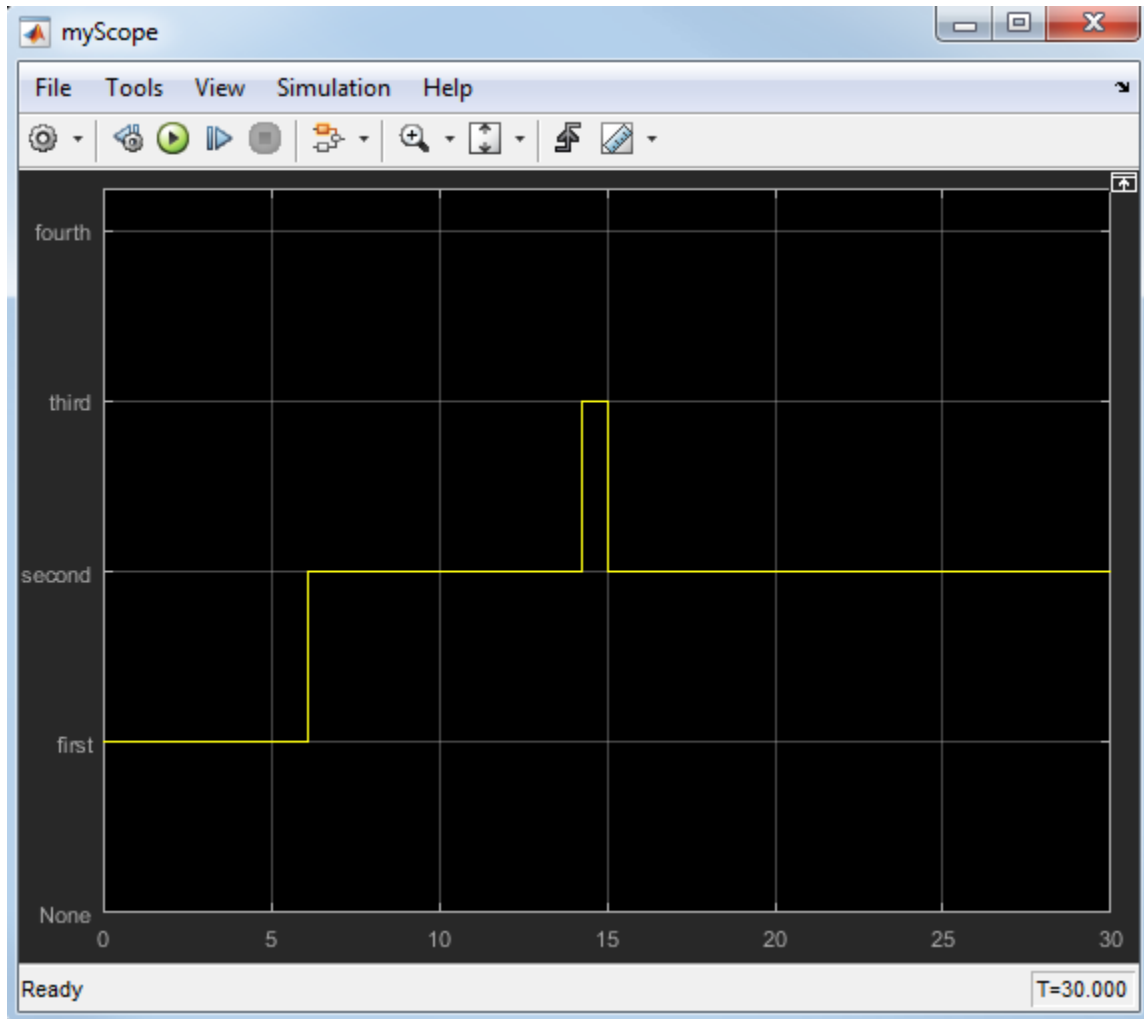 myScope
File Tools View Simulation Help
fourth
third
second
first
None
0 5 10 15 20 25 30
Ready T=30.000